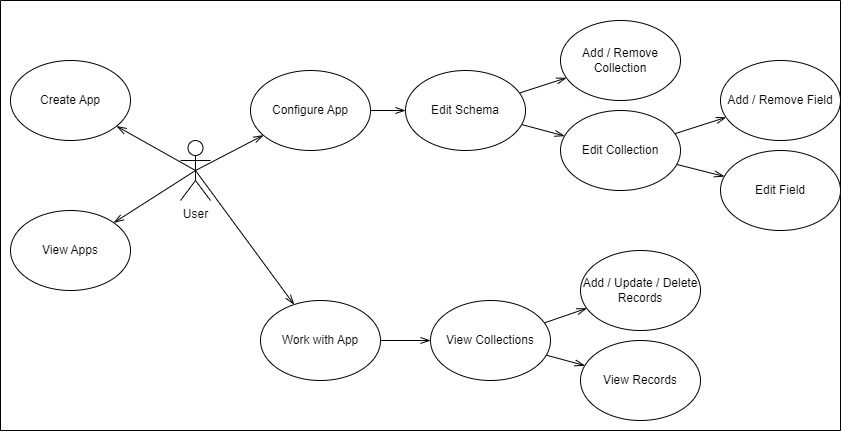 Add / Remove
Collection
Create App
Configure App
Edit Schema
Add / Remove Field
Edit Collection
User
Edit Field
View Apps
Add / Update / Delete
Records
Work with App
View Collections
View Records